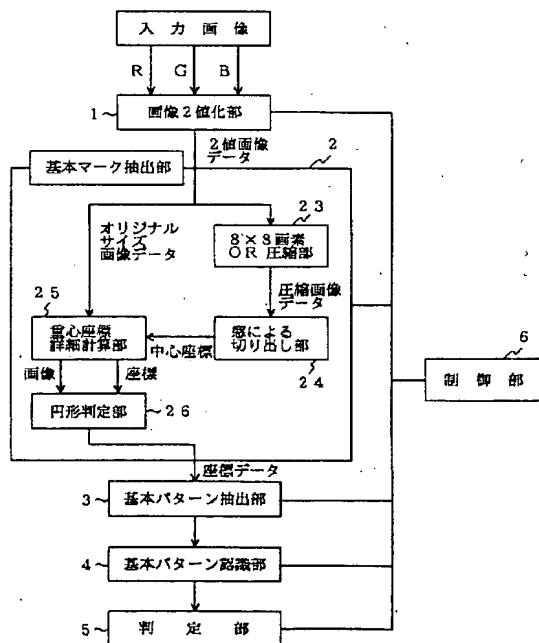 入力画像
R G B
1 画像2値化部
2値画像
データ
2
基本マーク抽出部
オリジナル
サイズ
画像データ
23
8×8画素
OR圧縮部
圧縮画像
データ
25
重心座標
詳細計算部
中心座標
窓による
切り出し部
24
画像 座標
円形判定部
26
6
制御部
座標データ
3 基本パターン抽出部
4 基本パターン認識部
5 判定部